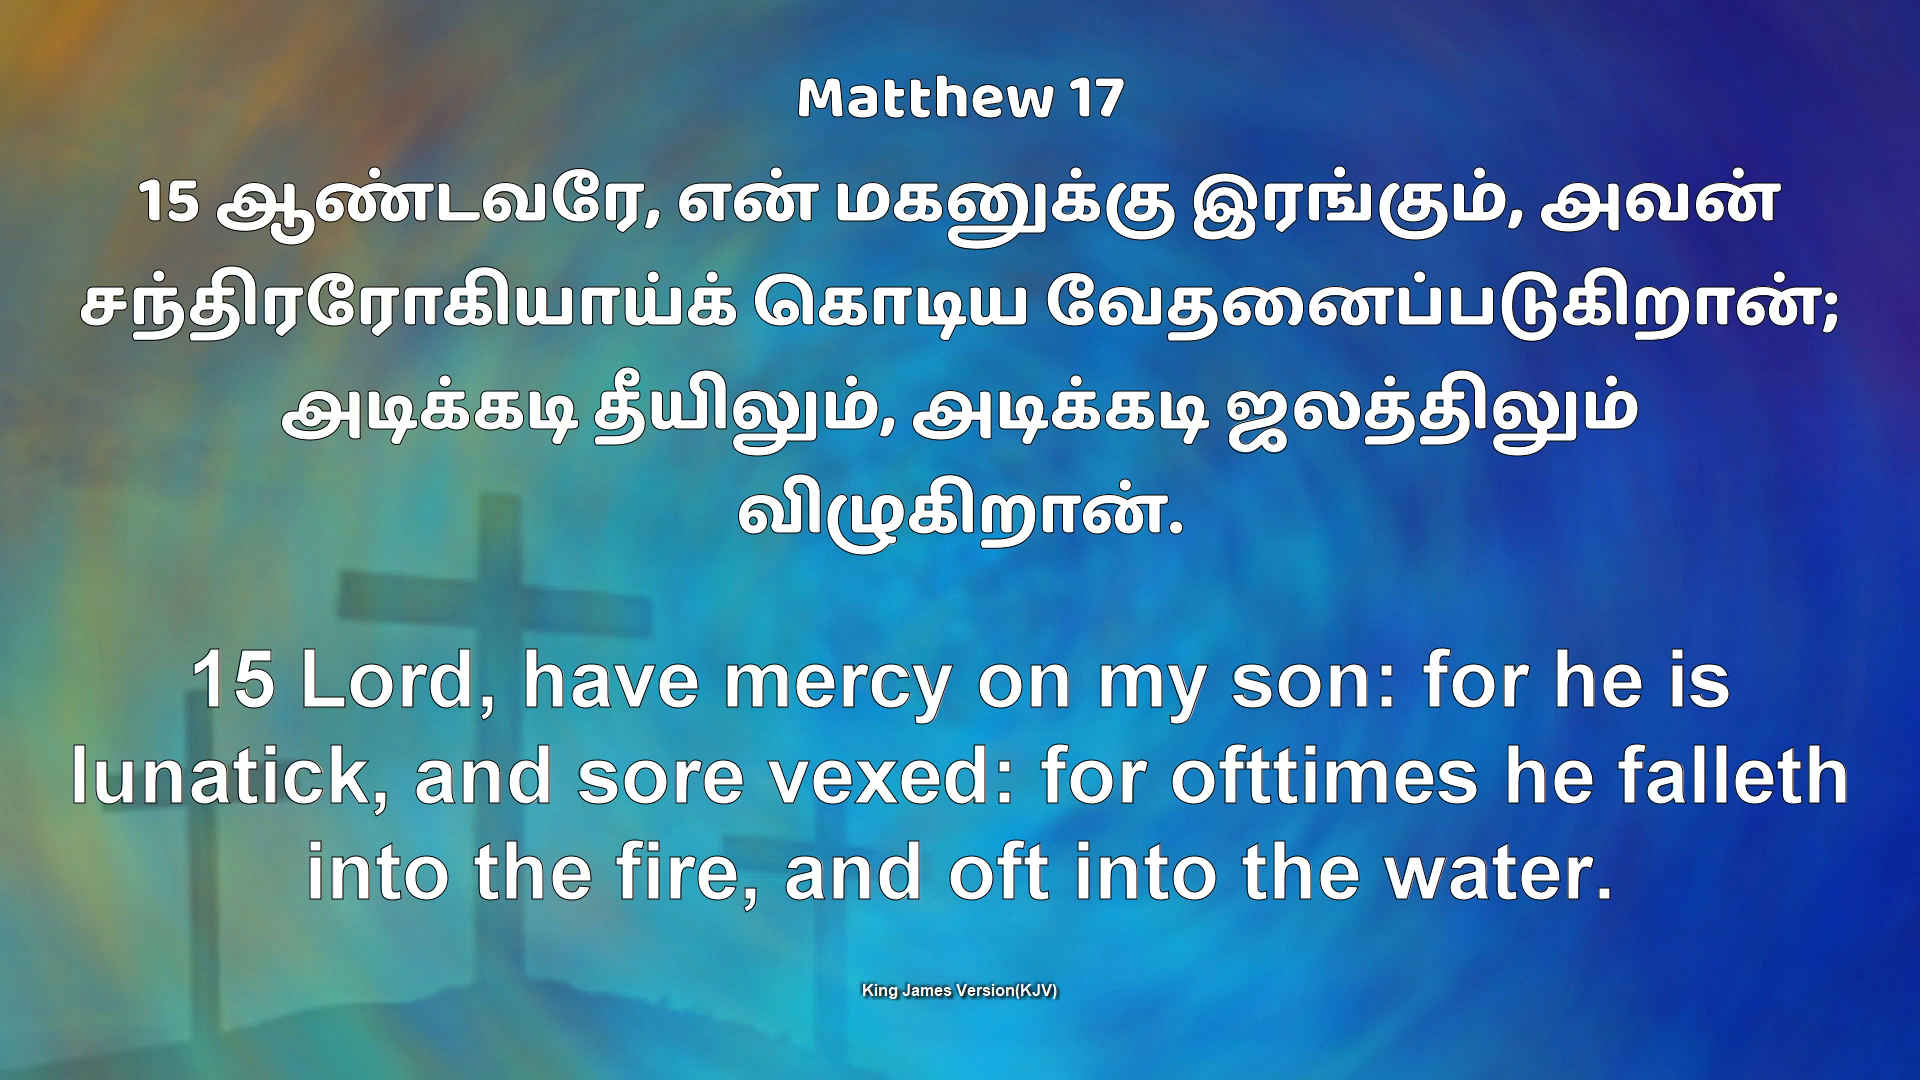 Matthew 17
15 ஆண்டவரே, என் மகனுக்கு இரங்கும், அவன்
சந்திரரோகியாய்க் கொடிய வேதனைப்படுகிறான்;
அடிக்கடி தீயிலும், அடிக்கடி ஜலத்திலும்
விழுகிறான்.
15 Lord, have mercy on my son: for he is
lunatick, and sore vexed: for ofttimes he falleth
into the fire, and oft into the water.
King James Version(KJV)